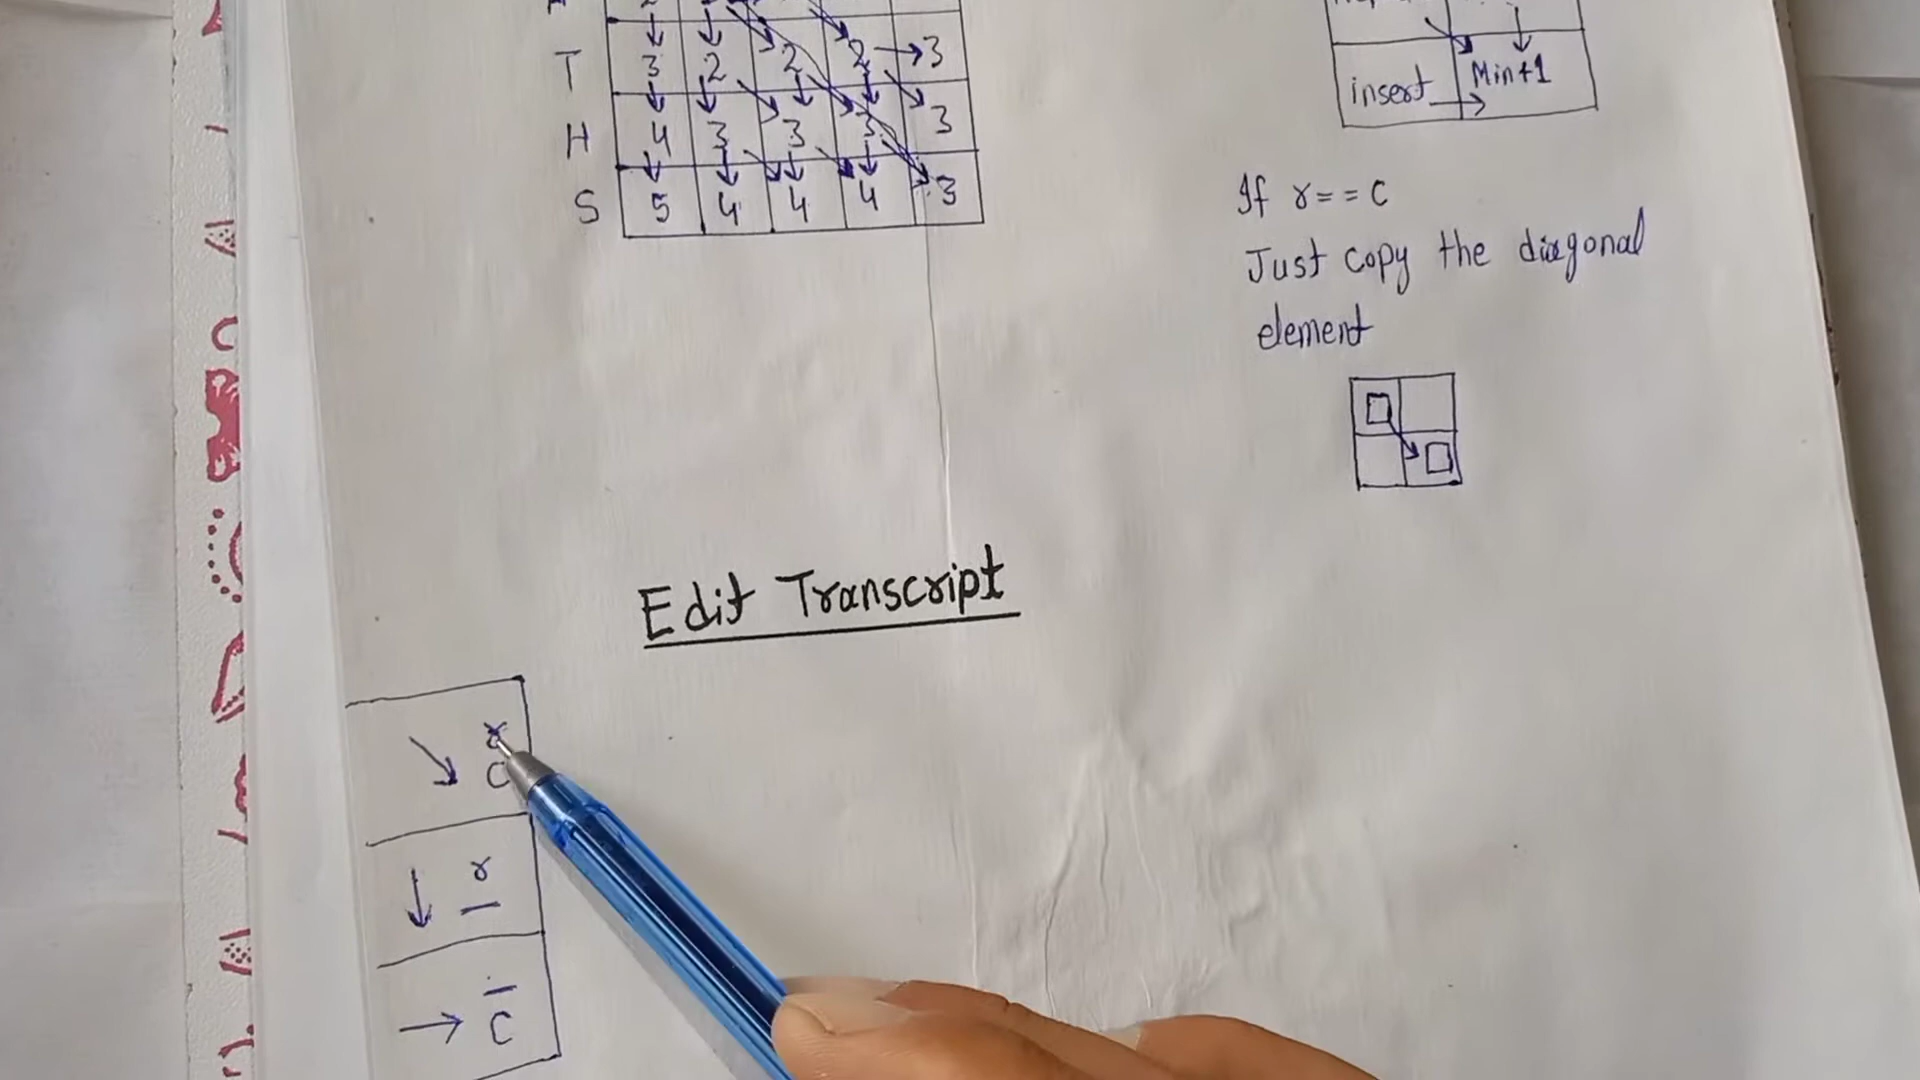 T 3 2 2 2 → 3
H 4 3 3 3 3
S 5 4 4 4 3
insert → Min+1
If r == C
Just copy the diagonal
element
Edit Transcript
↘ r
C
↓ r
—
→ —
C